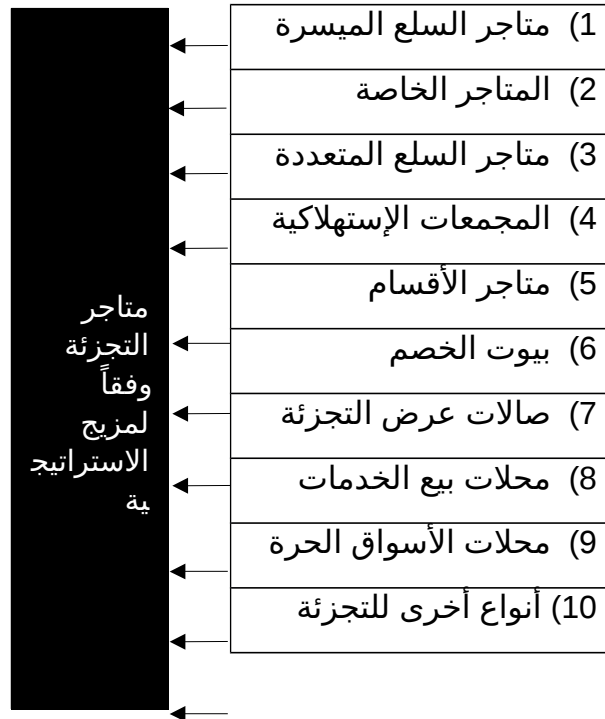 1) متاجر السلع الميسرة
2) المتاجر الخاصة
3) متاجر السلع المتعددة
4) المجمعات الإستهلاكية
5) متاجر الأقسام
6) بيوت الخصم
7) صالات عرض التجزئة
8) محلات بيع الخدمات
9) محلات الأسواق الحرة
10) أنواع أخرى للتجزئة
متاجر
التجزئة
وفقاً
لمزيج
الاستراتيج
ية